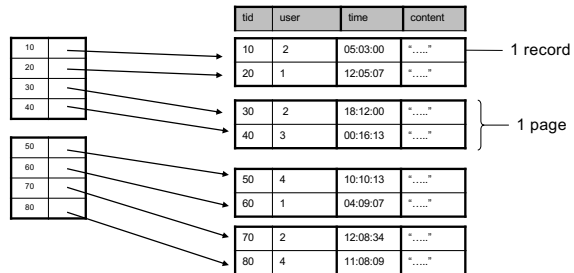 tid user time content
10 2 05:03:00 “…..”
20 1 12:05:07 “…..”
1 record
30 2 18:12:00 “…..”
40 3 00:16:13 “…..”
1 page
50 4 10:10:13 “…..”
60 1 04:09:07 “…..”
70 2 12:08:34 “…..”
80 4 11:08:09 “…..”
10
20
30
40
50
60
70
80